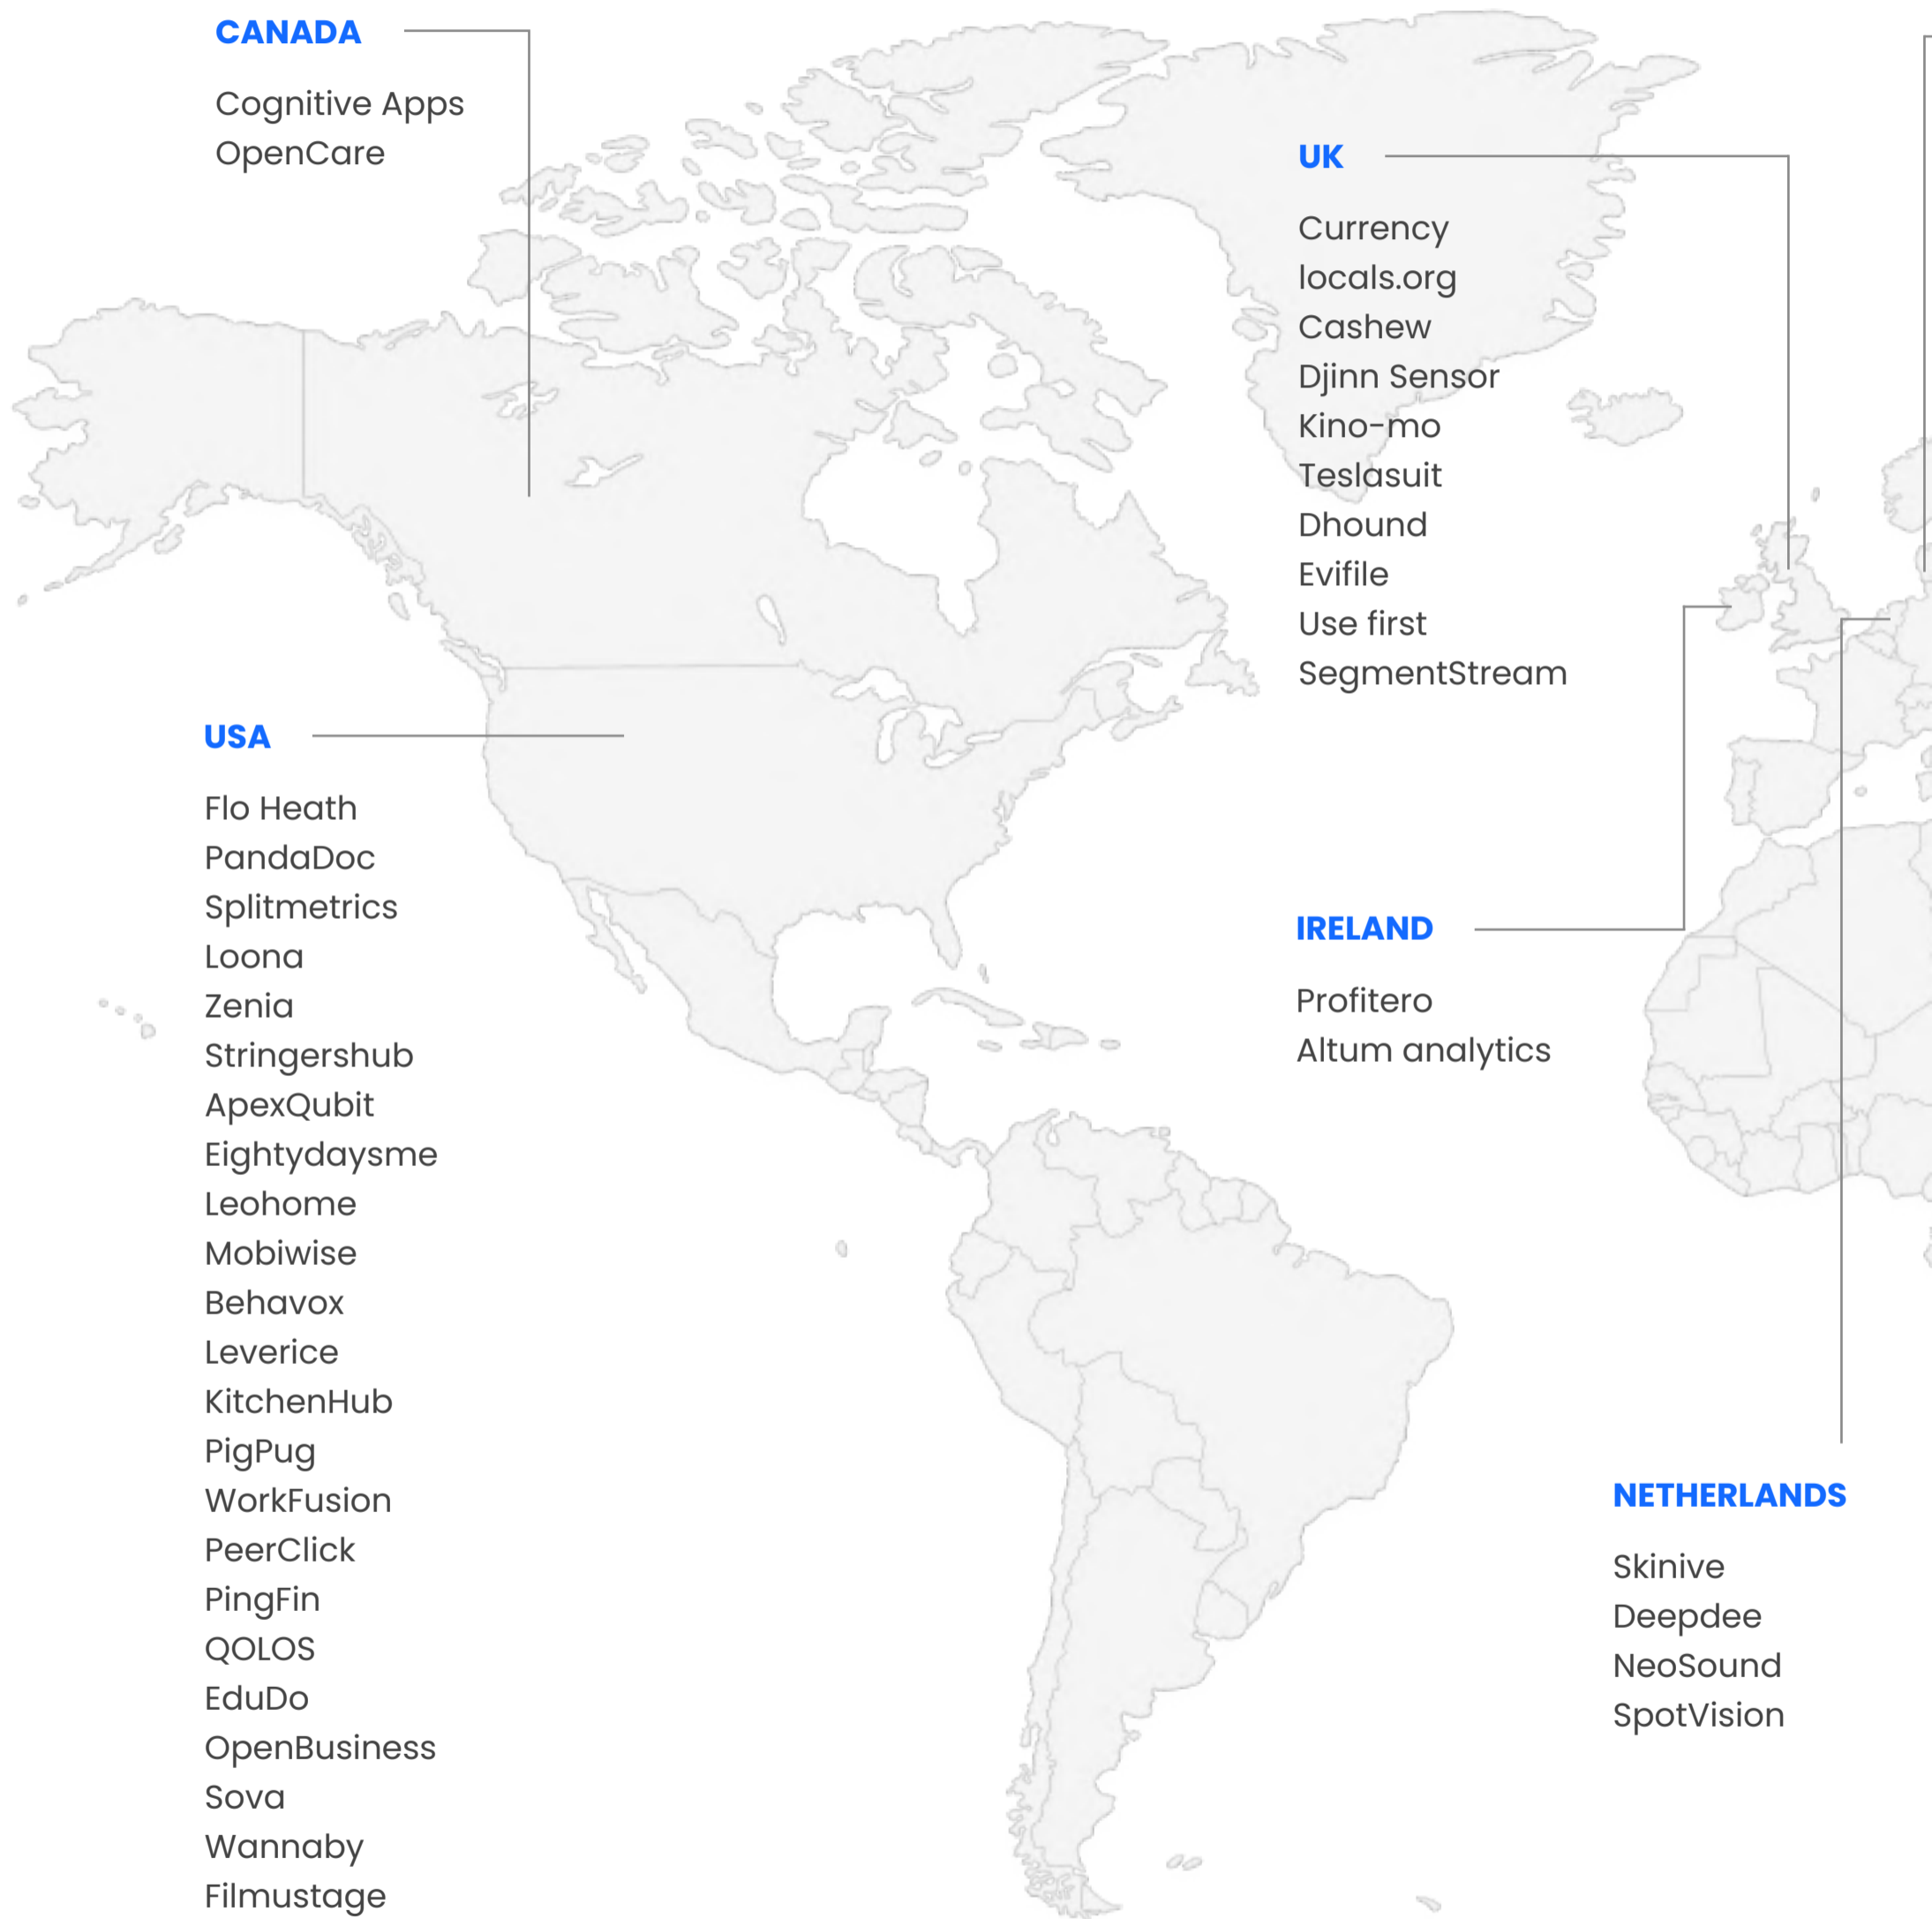 CANADA
Cognitive Apps
OpenCare
UK
Currency
locals.org
Cashew
Djinn Sensor
Kino-mo
Teslasuit
Dhound
Evifile
Use first
SegmentStream
USA
Flo Heath
PandaDoc
Splitmetrics
Loona
Zenia
Stringershub
ApexQubit
Eightydaysme
Leohome
Mobiwise
Behavox
Leverice
KitchenHub
PigPug
WorkFusion
PeerClick
PingFin
QOLOS
EduDo
OpenBusiness
Sova
Wannaby
Filmustage
IRELAND
Profitero
Altum analytics
NETHERLANDS
Skinive
Deepdee
NeoSound
SpotVision